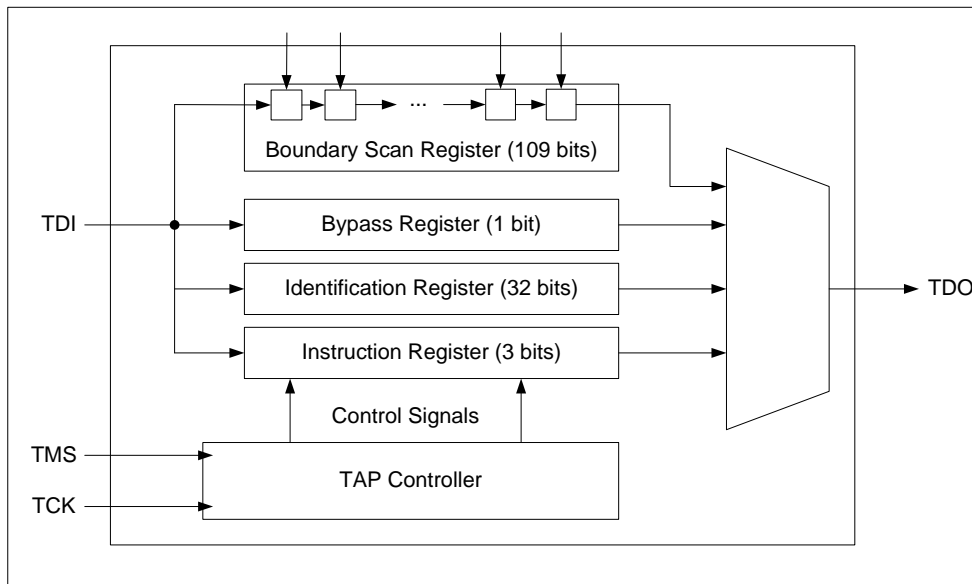 ...
Boundary Scan Register (109 bits)
TDI
Bypass Register (1 bit)
Identification Register (32 bits)
TDO
Instruction Register (3 bits)
Control Signals
TMS
TAP Controller
TCK